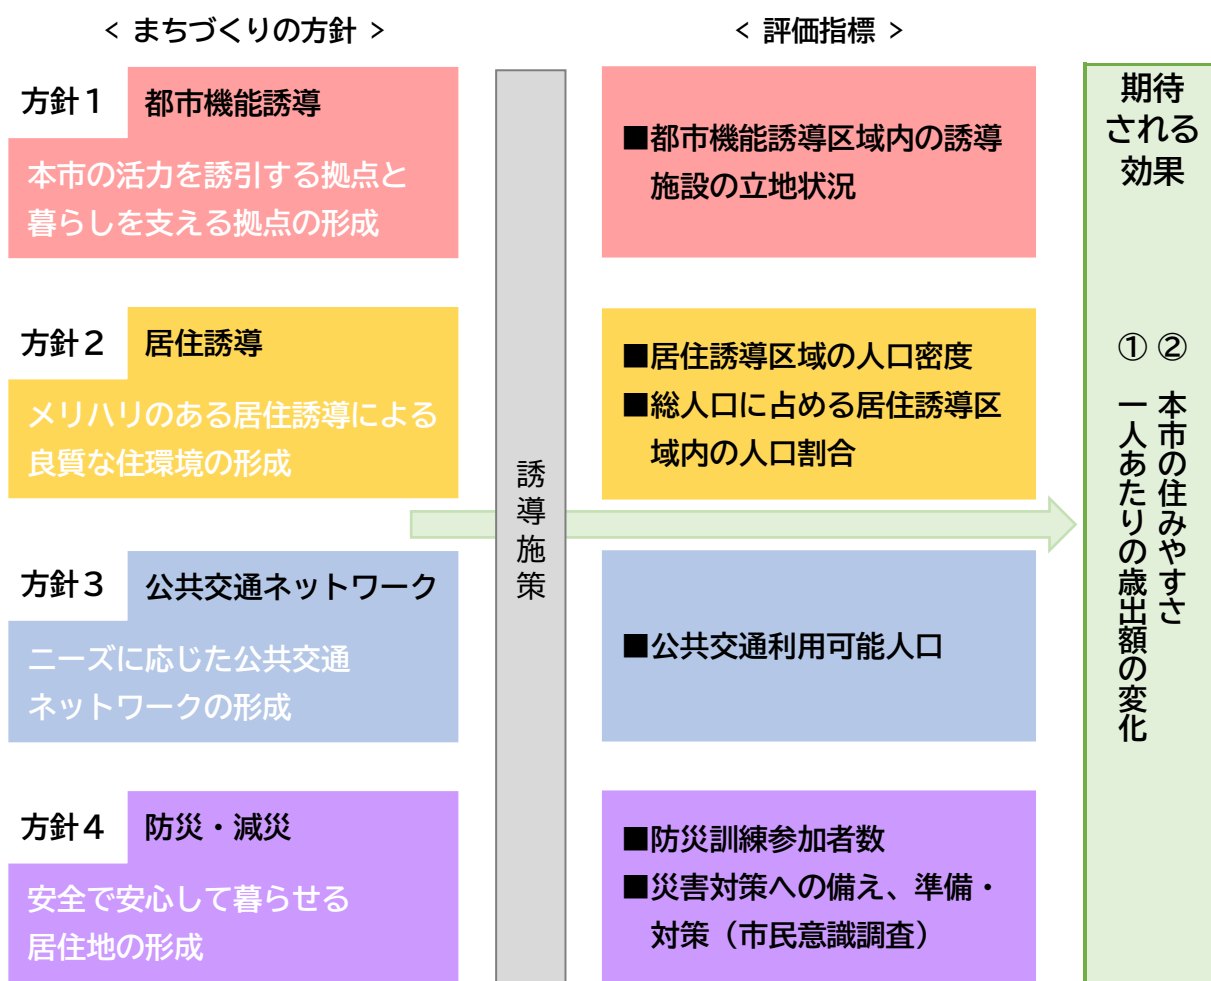 < まちづくりの方針 >
< 評価指標 >
方針1
都市機能誘導
本市の活力を誘引する拠点と
暮らしを支える拠点の形成
方針2
居住誘導
メリハリのある居住誘導による
良質な住環境の形成
方針3
公共交通ネットワーク
ニーズに応じた公共交通
ネットワークの形成
方針4
防災・減災
安全で安心して暮らせる
居住地の形成
誘導施策
■都市機能誘導区域内の誘導
施設の立地状況
■居住誘導区域の人口密度
■総人口に占める居住誘導区
域内の人口割合
■公共交通利用可能人口
■防災訓練参加者数
■災害対策への備え、準備・
対策（市民意識調査）
期待
される
効果
② 本市の住みやすさ
① 一人あたりの歳出額の変化